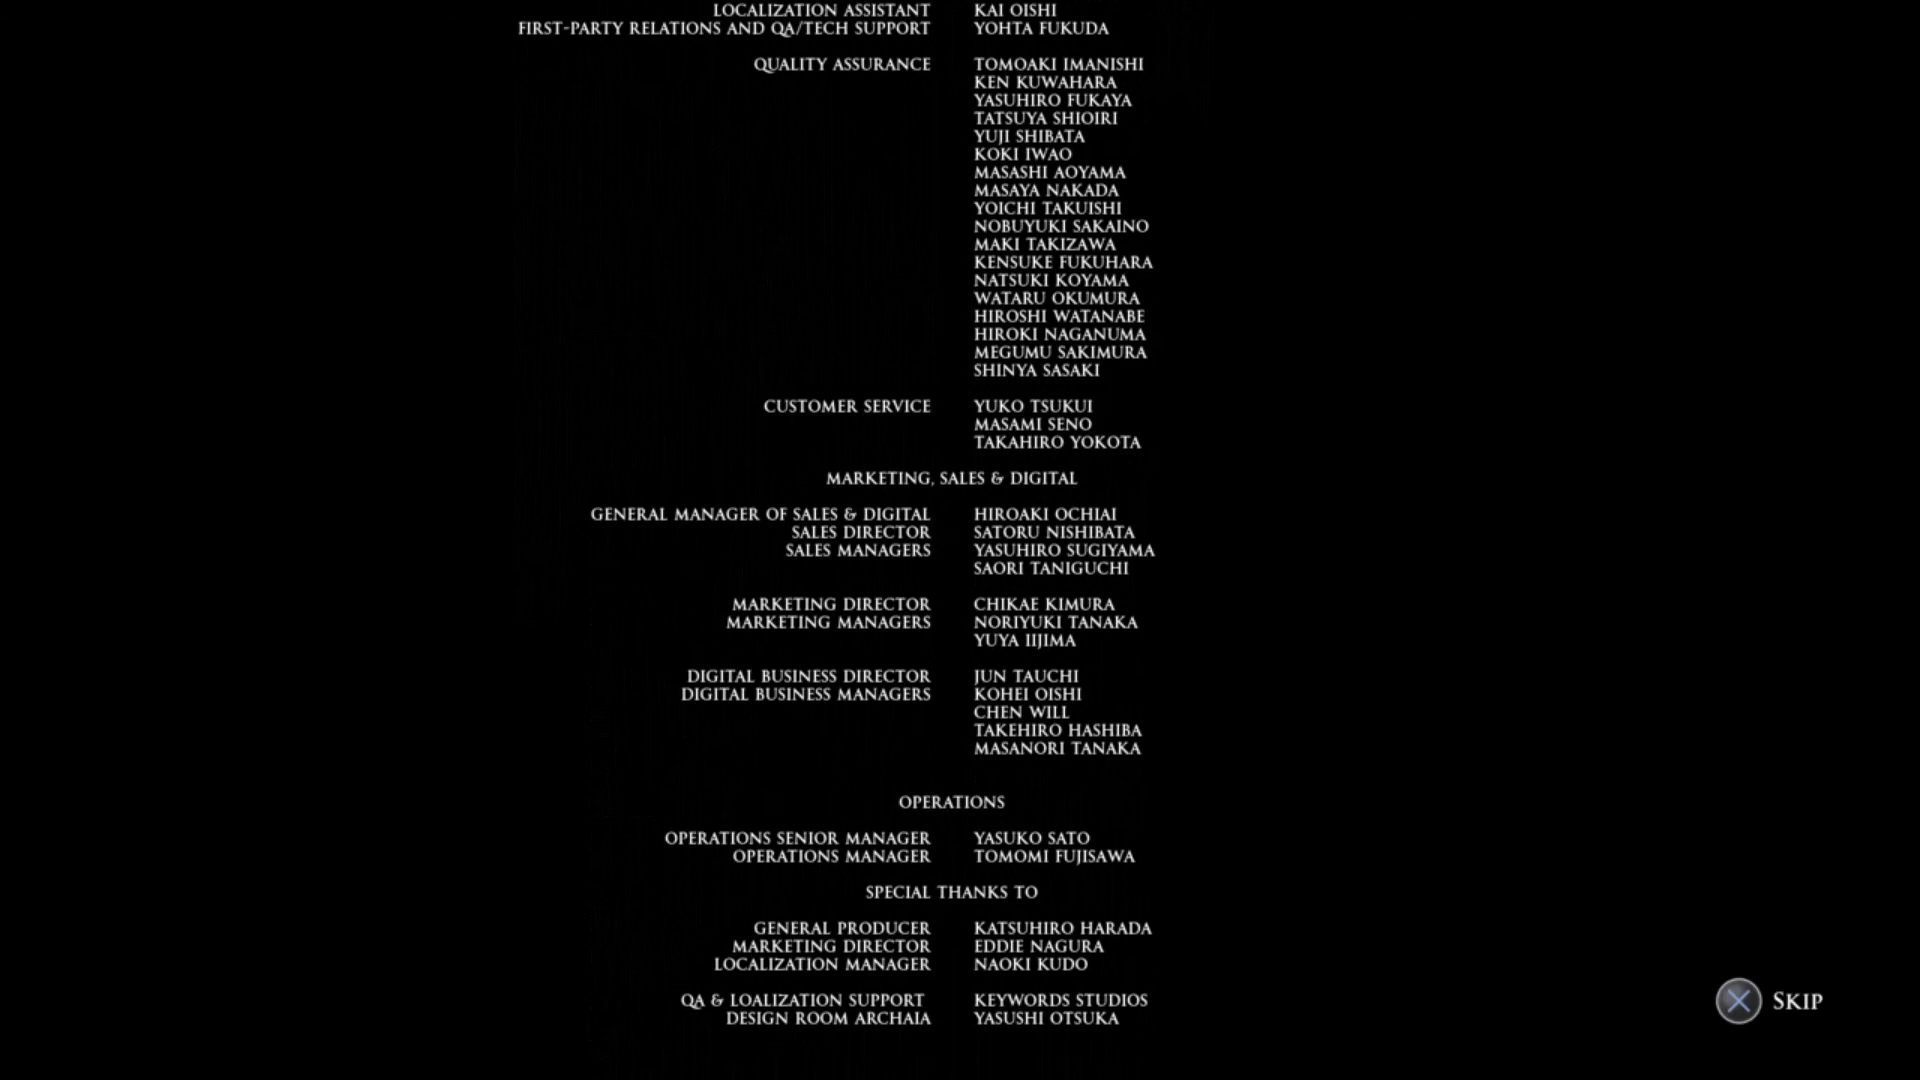 LOCALIZATION ASSISTANT KAI OISHI
FIRST-PARTY RELATIONS AND QA/TECH SUPPORT YOHTA FUKUDA
QUALITY ASSURANCE TOMOAKI IMANISHI
KEN KUWAHARA
YASUHIRO FUKAYA
TATSUYA SHIOIRI
YUJI SHIBATA
KOKI IWAO
MASASHI AOYAMA
MASAYA NAKADA
YOICHI TAKUISHI
NOBUYUKI SAKAINO
MAKI TAKIZAWA
KENSUKE FUKUHARA
NATSUKI KOYAMA
WATARU OKUMURA
HIROSHI WATANABE
HIROKI NAGANUMA
MEGUMU SAKIMURA
SHINYA SASAKI
CUSTOMER SERVICE YUKO TSUKUI
MASAMI SENO
TAKAHIRO YOKOTA
MARKETING, SALES & DIGITAL
GENERAL MANAGER OF SALES & DIGITAL HIROAKI OCHIAI
SALES DIRECTOR SATORU NISHIBATA
SALES MANAGERS YASUHIRO SUGIYAMA
SAORI TANIGUCHI
MARKETING DIRECTOR CHIKAE KIMURA
MARKETING MANAGERS NORIYUKI TANAKA
YUYA IIJIMA
DIGITAL BUSINESS DIRECTOR JUN TAUCHI
DIGITAL BUSINESS MANAGERS KOHEI OISHI
CHEN WILL
TAKEHIRO HASHIBA
MASANORI TANAKA
OPERATIONS
OPERATIONS SENIOR MANAGER YASUKO SATO
OPERATIONS MANAGER TOMOMI FUJISAWA
SPECIAL THANKS TO
GENERAL PRODUCER KATSUHIRO HARADA
MARKETING DIRECTOR EDDIE NAGURA
LOCALIZATION MANAGER NAOKI KUDO
QA & LOALIZATION SUPPORT KEYWORDS STUDIOS
DESIGN ROOM ARCHAIA YASUSHI OTSUKA
SKIP